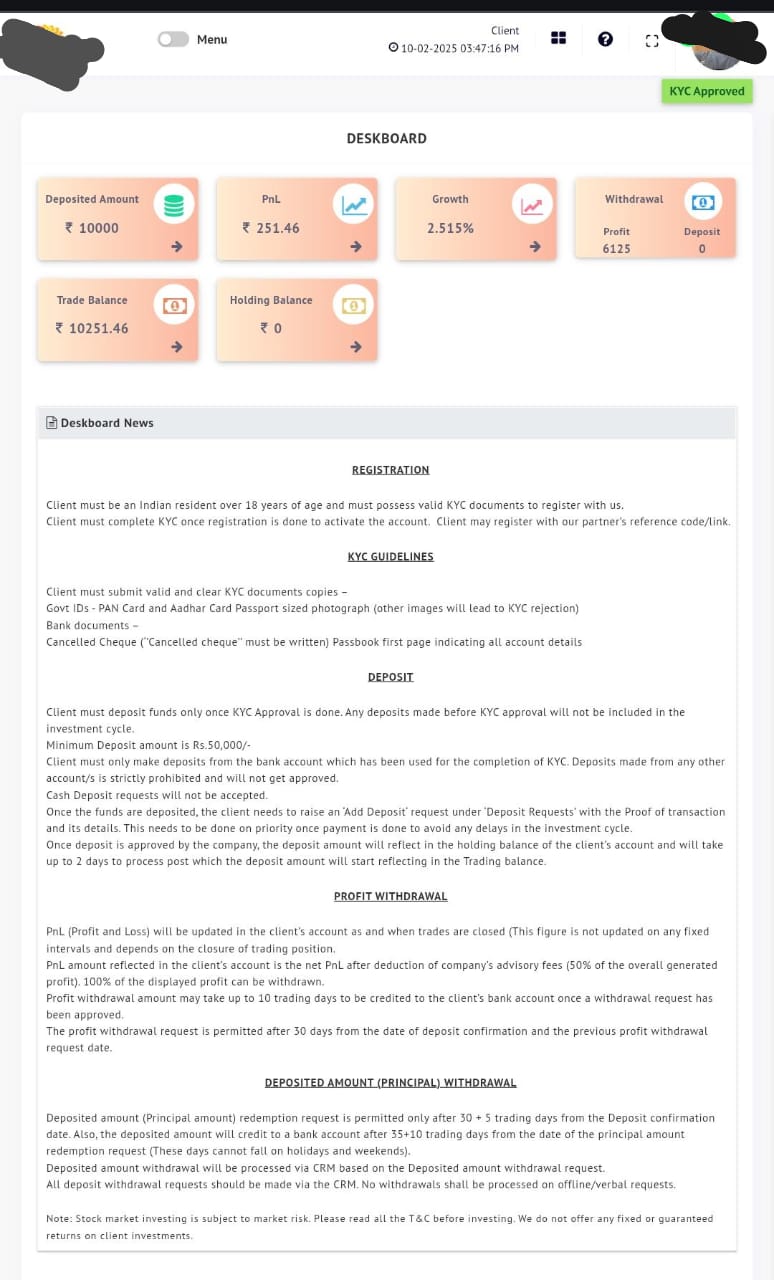 Menu
Client
10-02-2025 03:47:16 PM
KYC Approved
DESKBOARD
Deposited Amount
₹ 10000
PnL
₹ 251.46
Growth
2.515%
Withdrawal
Profit
6125
Deposit
0
Trade Balance
₹ 10251.46
Holding Balance
₹ 0
Deskboard News
REGISTRATION
Client must be an Indian resident over 18 years of age and must possess valid KYC documents to register with us.
Client must complete KYC once registration is done to activate the account.  Client may register with our partner's reference code/link.
KYC GUIDELINES
Client must submit valid and clear KYC documents copies –
Govt IDs - PAN Card and Aadhar Card Passport sized photograph (other images will lead to KYC rejection)
Bank documents –
Cancelled Cheque (''Cancelled cheque'' must be written) Passbook first page indicating all account details
DEPOSIT
Client must deposit funds only once KYC Approval is done. Any deposits made before KYC approval will not be included in the
investment cycle.
Minimum Deposit amount is Rs.50,000/-
Client must only make deposits from the bank account which has been used for the completion of KYC. Deposits made from any other
account/s is strictly prohibited and will not get approved.
Cash Deposit requests will not be accepted.
Once the funds are deposited, the client needs to raise an 'Add Deposit' request under 'Deposit Requests' with the Proof of transaction
and its details. This needs to be done on priority once payment is done to avoid any delays in the investment cycle.
Once deposit is approved by the company, the deposit amount will reflect in the holding balance of the client's account and will take
up to 2 days to process post which the deposit amount will start reflecting in the Trading balance.
PROFIT WITHDRAWAL
PnL (Profit and Loss) will be updated in the client's account as and when trades are closed (This figure is not updated on any fixed
intervals and depends on the closure of trading position.
PnL amount reflected in the client's account is the net PnL after deduction of company's advisory fees (50% of the overall generated
profit). 100% of the displayed profit can be withdrawn.
Profit withdrawal amount may take up to 10 trading days to be credited to the client's bank account once a withdrawal request has
been approved.
The profit withdrawal request is permitted after 30 days from the date of deposit confirmation and the previous profit withdrawal
request date.
DEPOSITED AMOUNT (PRINCIPAL) WITHDRAWAL
Deposited amount (Principal amount) redemption request is permitted only after 30 + 5 trading days from the Deposit confirmation
date. Also, the deposited amount will credit to a bank account after 35+10 trading days from the date of the principal amount
redemption request (These days cannot fall on holidays and weekends).
Deposited amount withdrawal will be processed via CRM based on the Deposited amount withdrawal request.
All deposit withdrawal requests should be made via the CRM. No withdrawals shall be processed on offline/verbal requests.
Note: Stock market investing is subject to market risk. Please read all the T&C before investing. We do not offer any fixed or guaranteed
returns on client investments.